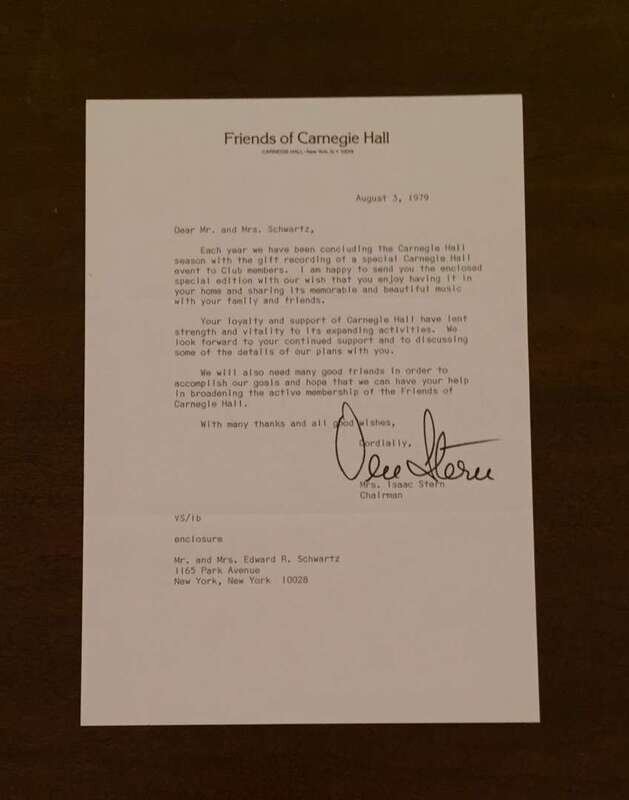 Friends of Carnegie Hall
CARNEGIE HALL · New York, N.Y. 10019
August 3, 1979
Dear Mr. and Mrs. Schwartz,
Each year we have been concluding the Carnegie Hall
season with the gift recording of a special Carnegie Hall
event to Club members. I am happy to send you the enclosed
special edition with our wish that you enjoy having it in
your home and sharing its memorable and beautiful music
with your family and friends.
Your loyalty and support of Carnegie Hall have lent
strength and vitality to its expanding activities. We
look forward to your continued support and to discussing
some of the details of our plans with you.
We will also need many good friends in order to
accomplish our goals and hope that we can have your help
in broadening the active membership of the Friends of
Carnegie Hall.
With many thanks and all good wishes,
Cordially,
Stern
Mrs. Isaac Stern
Chairman
VS/lb
enclosure
Mr. and Mrs. Edward R. Schwartz
1165 Park Avenue
New York, New York 10028